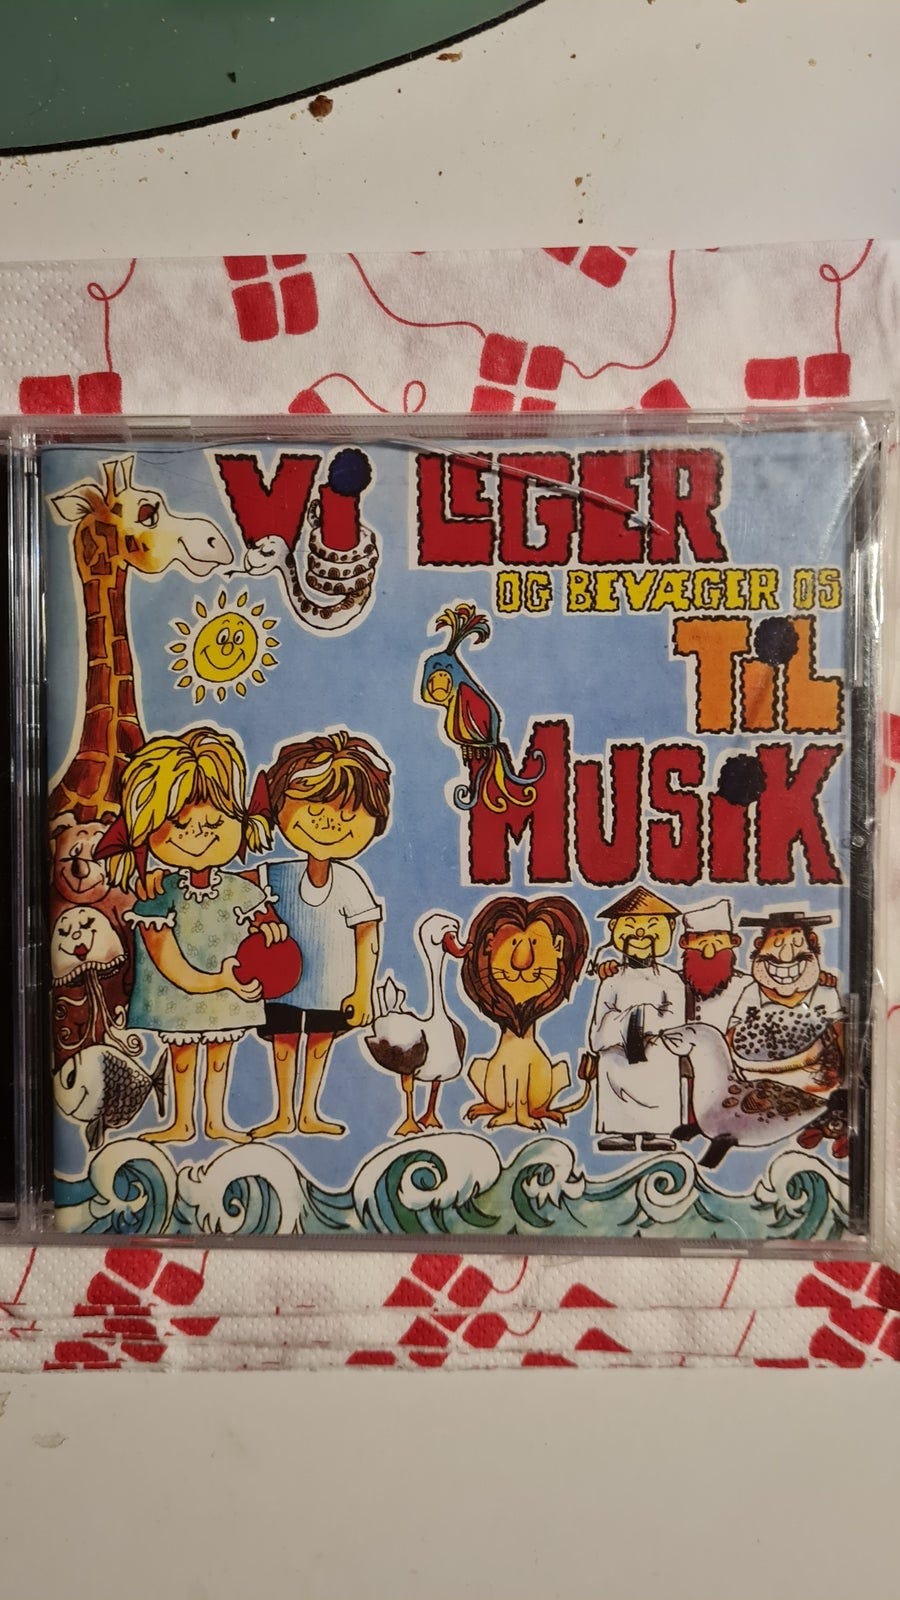 Vi LEGER
OG BEVÆGER OS
TiL
MUSiK